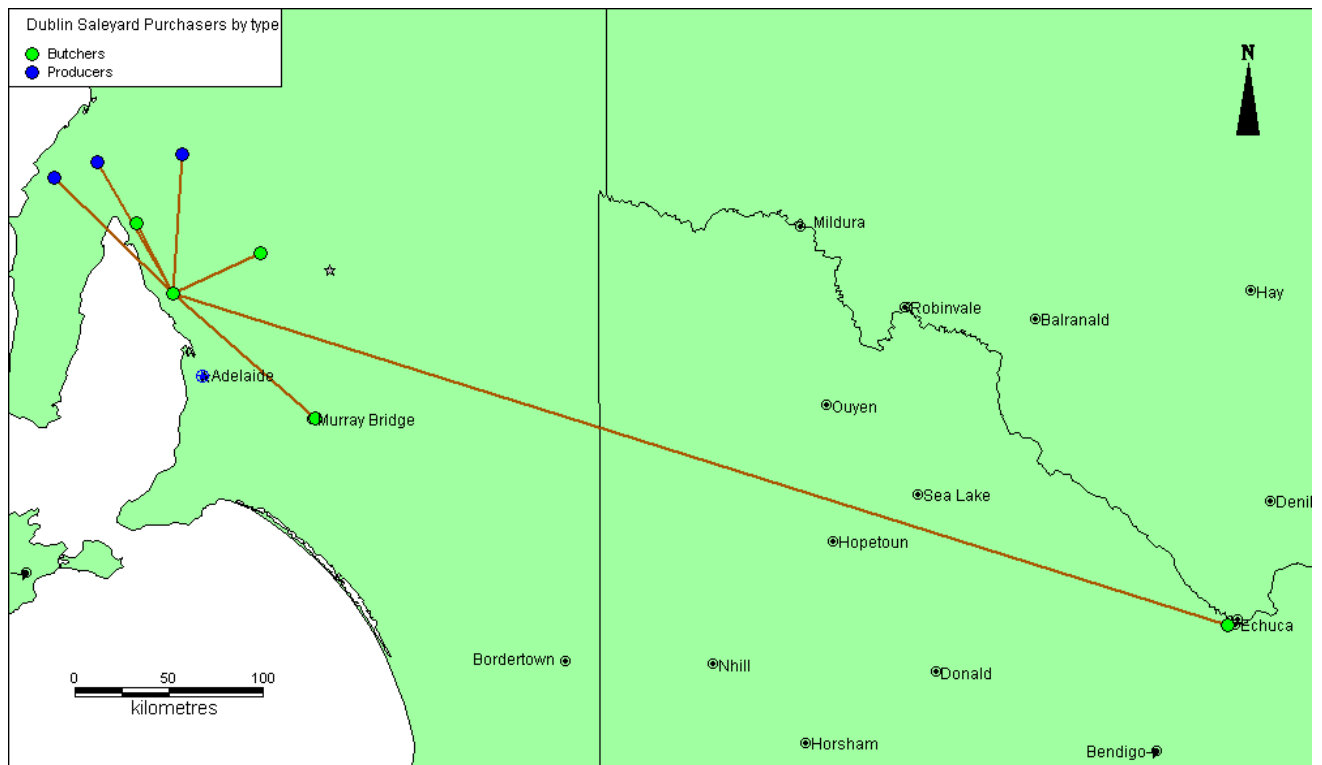 Dublin Saleyard Purchasers by type
Butchers
Producers
N
Mildura
Hay
Robinvale
Balranald
Adelaide
Ouyen
Murray Bridge
Sea Lake
Denil
Hopetoun
Echuca
Bordertown
Nhill
Donald
0 50 100
kilometres
Horsham
Bendigo